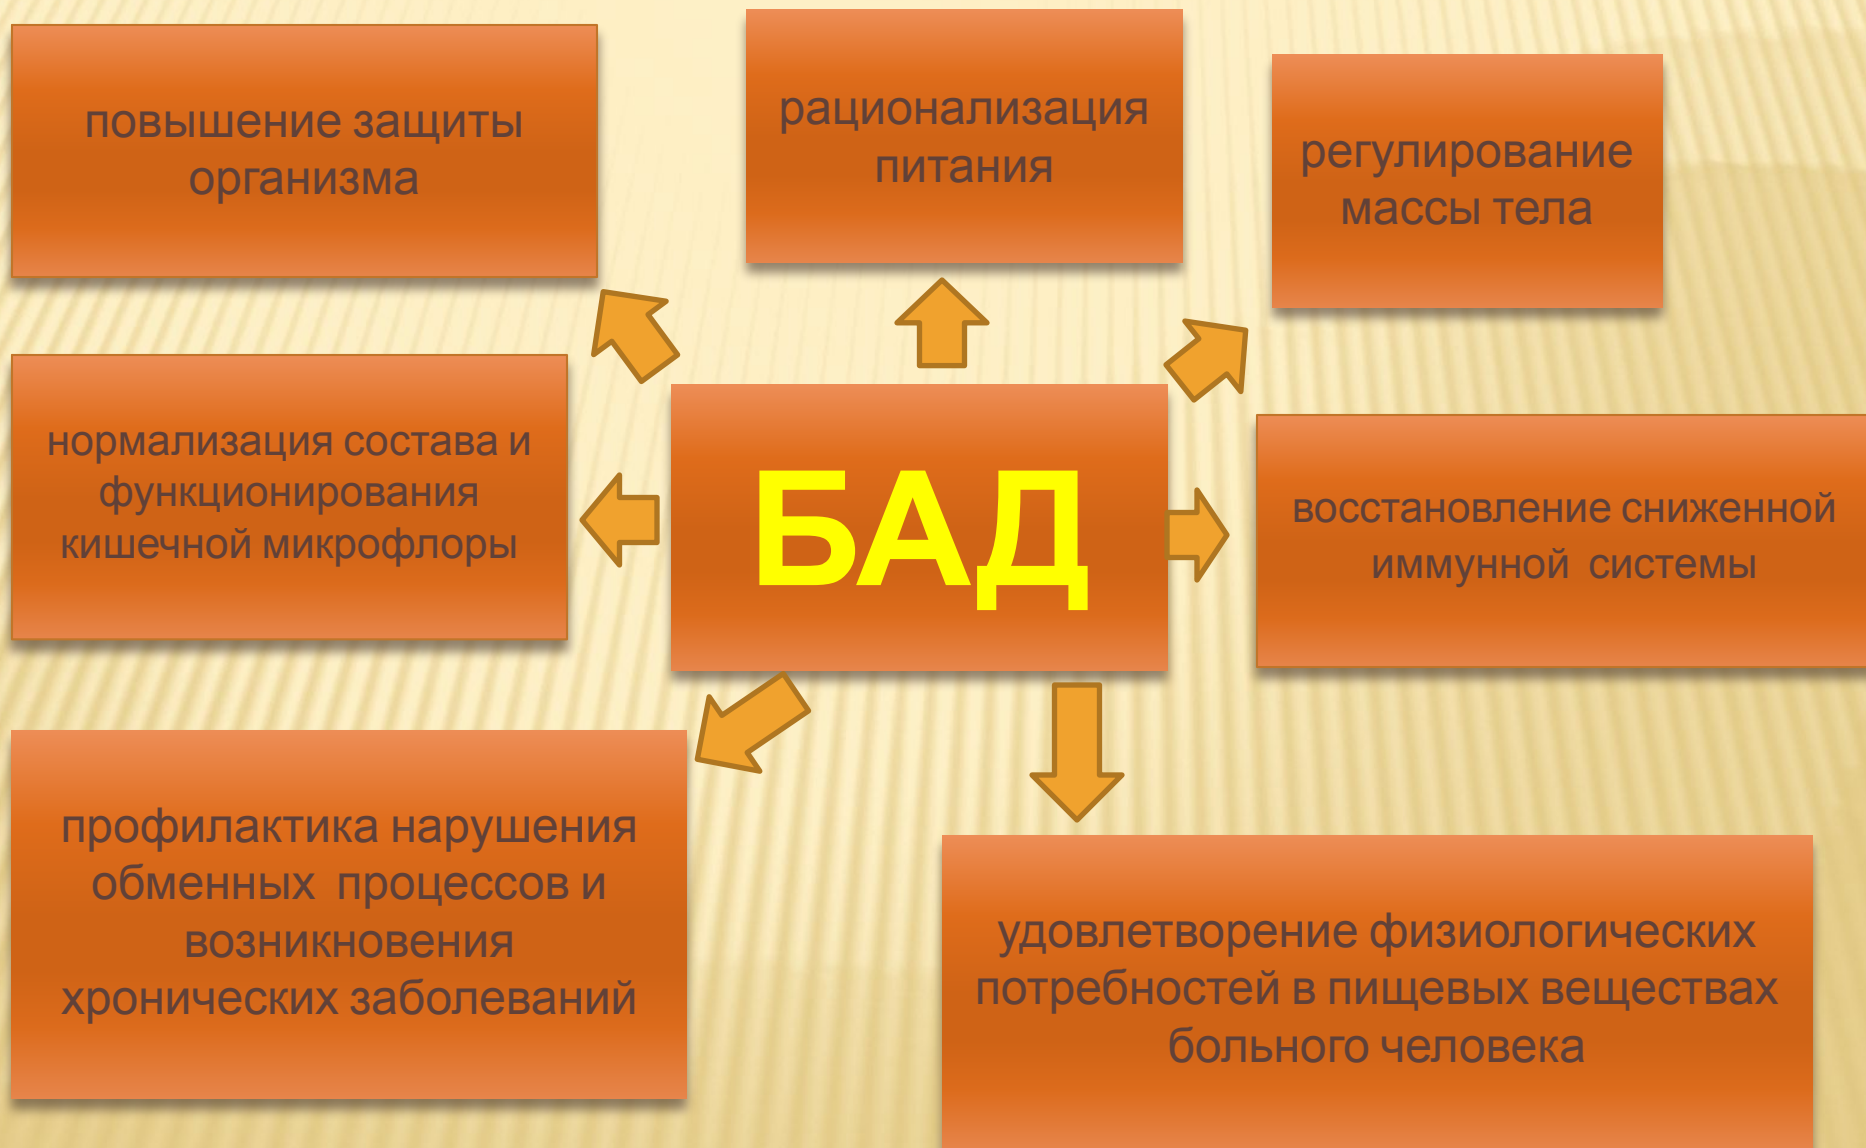 повышение защиты
организма
рационализация
питания
регулирование
массы тела
нормализация состава и
функционирования
кишечной микрофлоры
БАД
восстановление сниженной
иммунной системы
профилактика нарушения
обменных процессов и
возникновения
хронических заболеваний
удовлетворение физиологических
потребностей в пищевых веществах
больного человека